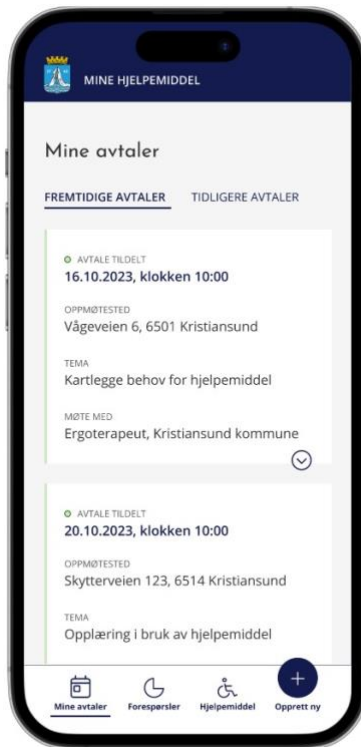 MINE HJELPEMIDDEL
Mine avtaler
FREMTIDIGE AVTALER TIDLIGERE AVTALER
AVTALE TILDELT
16.10.2023, klokken 10:00
OPPMØTESTED
Vågeveien 6, 6501 Kristiansund
TEMA
Kartlegge behov for hjelpemiddel
MØTE MED
Ergoterapeut, Kristiansund kommune
AVTALE TILDELT
20.10.2023, klokken 10:00
OPPMØTESTED
Skytterveien 123, 6514 Kristiansund
TEMA
Opplæring i bruk av hjelpemiddel
Mine avtaler Forespørsler Hjelpemiddel Opprett ny